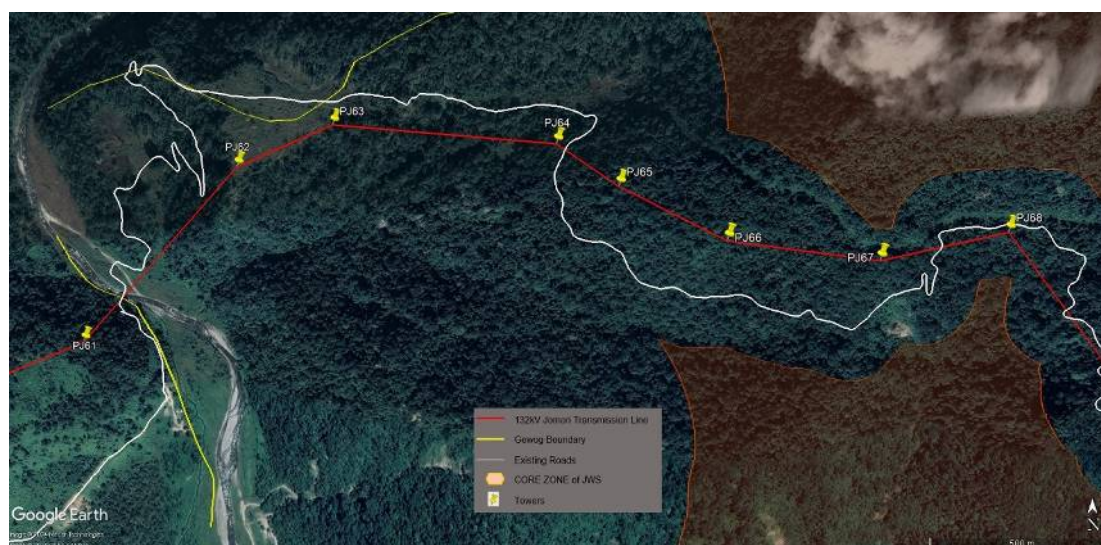 PJ63
PJ64
PJ62
PJ65
PJ68
PJ66
PJ67
PJ61
132kV Jomori Transmission Line
Gewog Boundary
Existing Roads
CORE ZONE of JWS
Towers
Google Earth
N
500 m